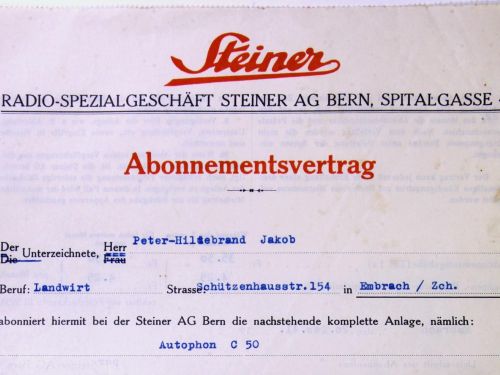 Steiner
RADIO-SPEZIALGESCHÄFT STEINER AG BERN, SPITALGASSE
Abonnementsvertrag
Der Die Unterzeichnete, Herr Frau Peter-Hildebrand Jakob
Beruf: Landwirt Strasse: Schützenhausstr.154 in Embrach / Zch.
abonniert hiermit bei der Steiner AG Bern die nachstehende komplette Anlage, nämlich:
Autophon C 50